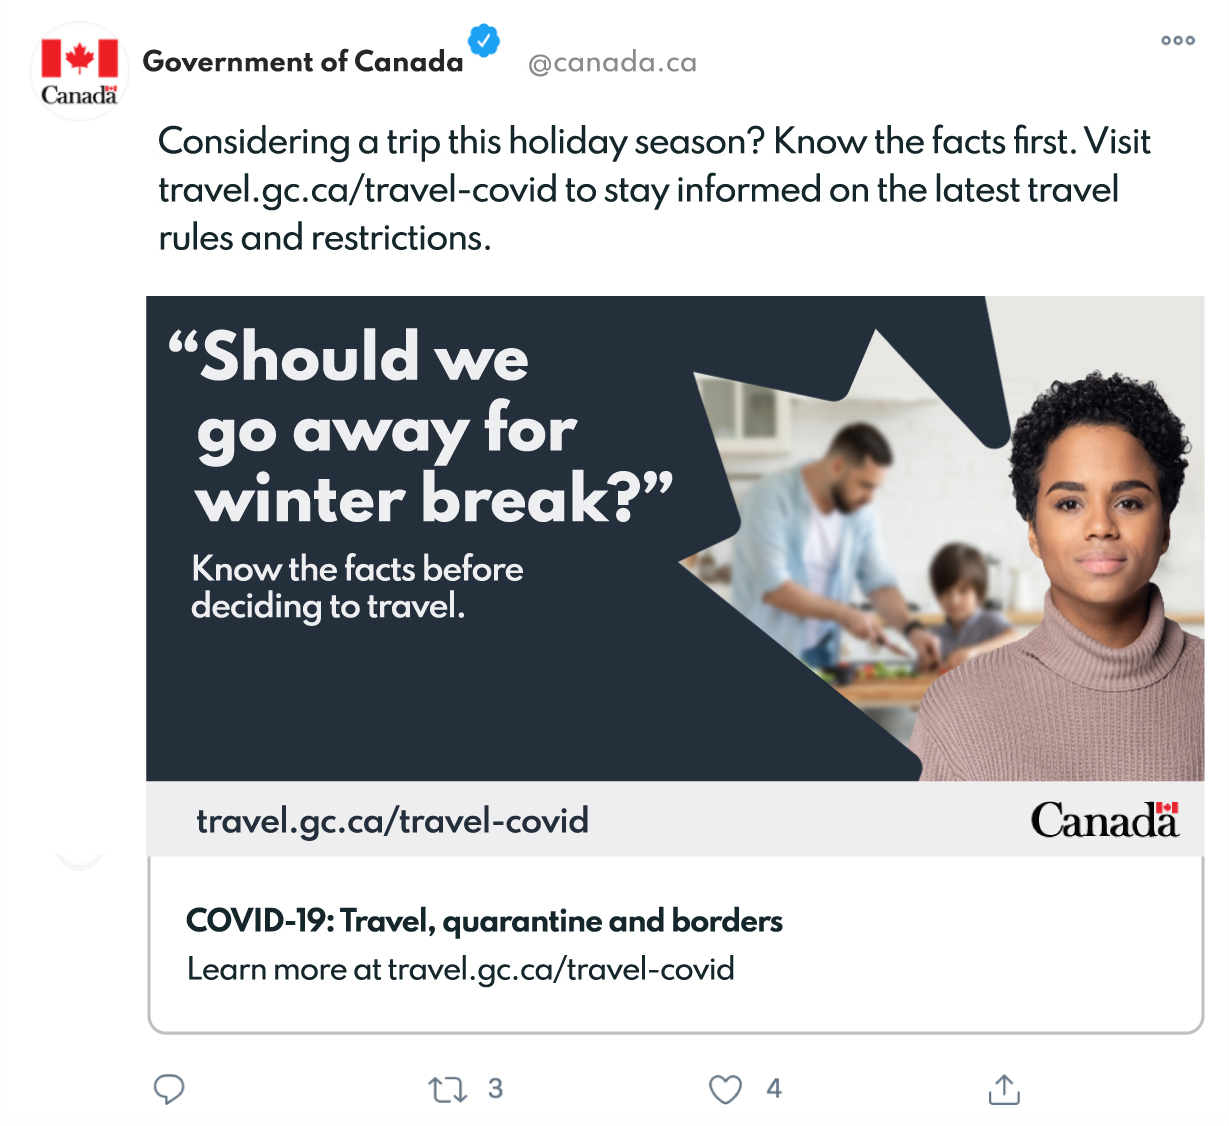 Canada
Government of Canada @canada.ca
Considering a trip this holiday season? Know the facts first. Visit
travel.gc.ca/travel-covid to stay informed on the latest travel
rules and restrictions.
“Should we
go away for
winter break?”
Know the facts before
deciding to travel.
travel.gc.ca/travel-covid
Canada
COVID-19: Travel, quarantine and borders
Learn more at travel.gc.ca/travel-covid
3
4